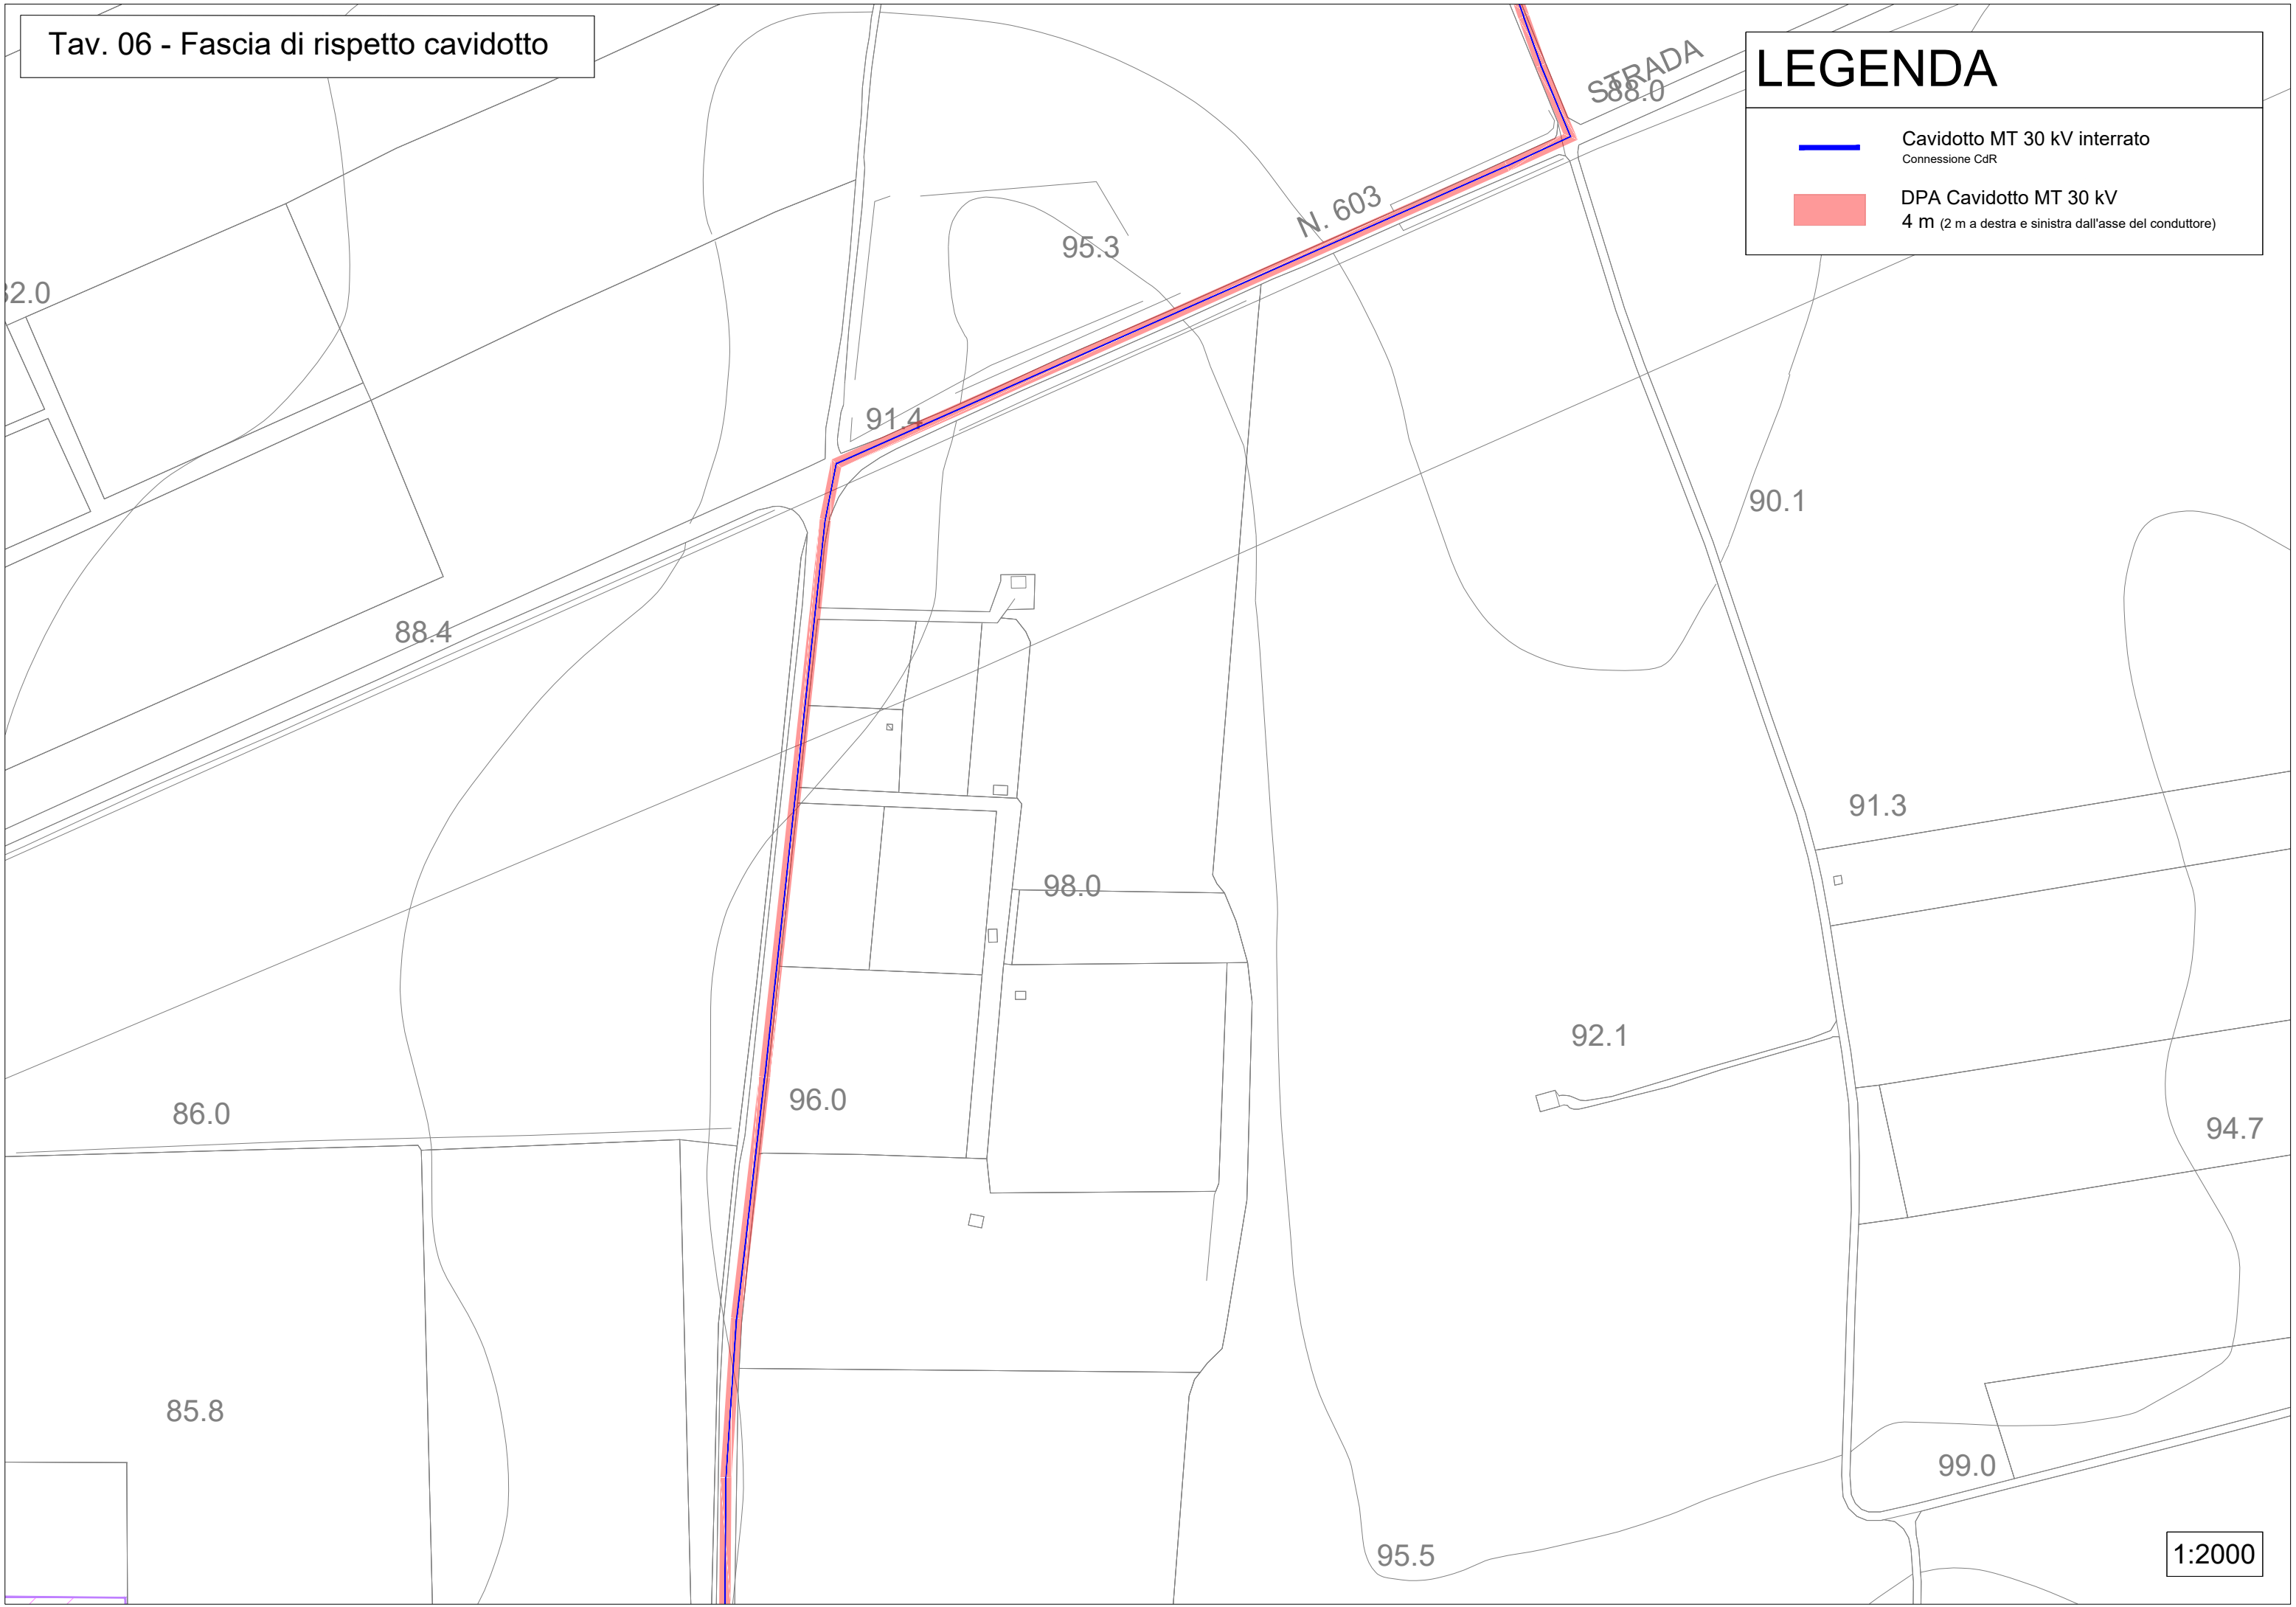 Tav. 06 - Fascia di rispetto cavidotto
LEGENDA
Cavidotto MT 30 kV interrato
Connessione CdR
DPA Cavidotto MT 30 kV
4 m (2 m a destra e sinistra dall'asse del conduttore)
STRADA
88.0
N. 603
95.3
91.4
90.1
88.4
91.3
98.0
92.1
96.0
86.0
94.7
85.8
99.0
95.5
1:2000